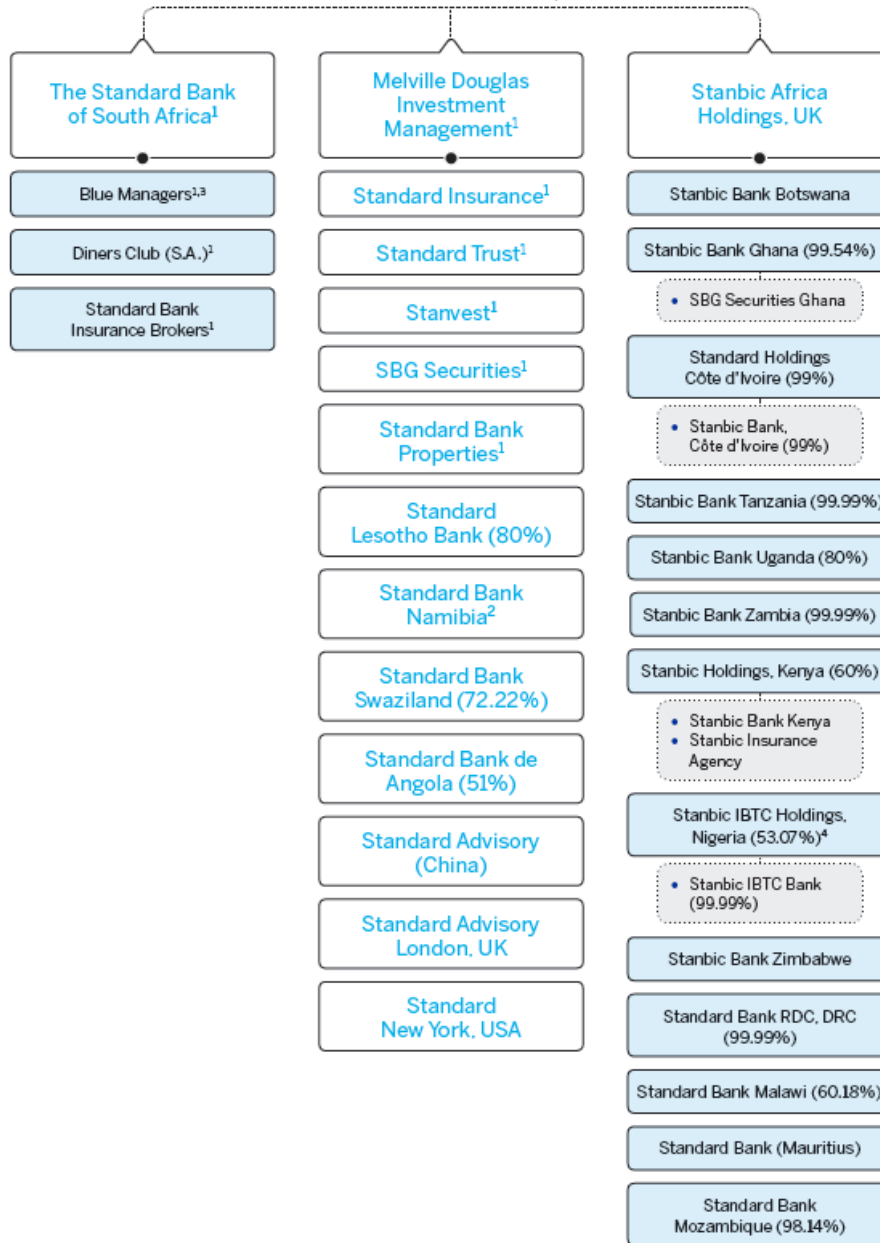 The Standard Bank
of South Africa¹
Blue Managers¹,³
Diners Club (S.A.)¹
Standard Bank
Insurance Brokers¹
Melville Douglas
Investment
Management¹
Standard Insurance¹
Standard Trust¹
Stanvest¹
SBG Securities¹
Standard Bank
Properties¹
Standard
Lesotho Bank (80%)
Standard Bank
Namibia²
Standard Bank
Swaziland (72.22%)
Standard Bank de
Angola (51%)
Standard Advisory
(China)
Standard Advisory
London, UK
Standard
New York, USA
Stanbic Africa
Holdings, UK
Stanbic Bank Botswana
Stanbic Bank Ghana (99.54%)
• SBG Securities Ghana
Standard Holdings
Côte d'Ivoire (99%)
• Stanbic Bank,
Côte d'Ivoire (99%)
Stanbic Bank Tanzania (99.99%)
Stanbic Bank Uganda (80%)
Stanbic Bank Zambia (99.99%)
Stanbic Holdings, Kenya (60%)
• Stanbic Bank Kenya
• Stanbic Insurance
Agency
Stanbic IBTC Holdings,
Nigeria (53.07%)⁴
• Stanbic IBTC Bank
(99.99%)
Stanbic Bank Zimbabwe
Standard Bank RDC, DRC
(99.99%)
Standard Bank Malawi (60.18%)
Standard Bank (Mauritius)
Standard Bank
Mozambique (98.14%)